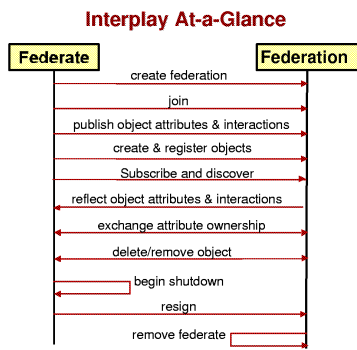 Interplay At-a-Glance
Federate
Federation
create federation
join
publish object attributes & interactions
create & register objects
Subscribe and discover
reflect object attributes & interactions
exchange attribute ownership
delete/remove object
begin shutdown
resign
remove federate